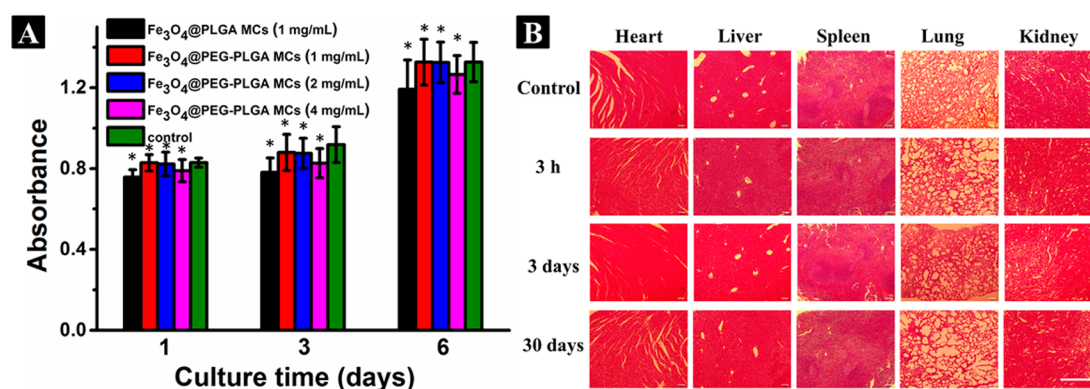 A
Fe₃O₄@PLGA MCs (1 mg/mL)
Fe₃O₄@PEG-PLGA MCs (1 mg/mL)
Fe₃O₄@PEG-PLGA MCs (2 mg/mL)
Fe₃O₄@PEG-PLGA MCs (4 mg/mL)
control
* * * *
* * * *
* * * *
Absorbance
1.2
0.8
0.4
0.0
1 3 6
Culture time (days)
B
Heart Liver Spleen Lung Kidney
Control
3 h
3 days
30 days